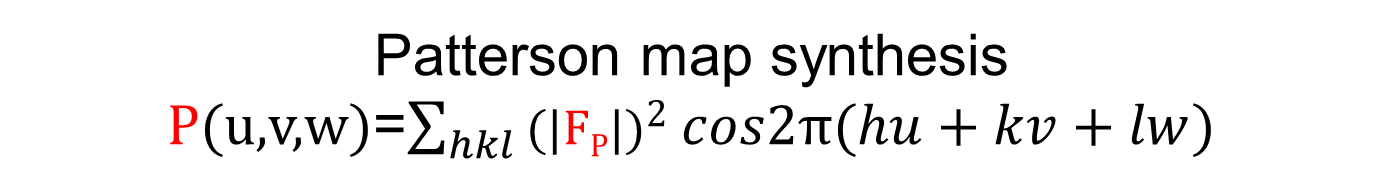 Patterson map synthesis
P(u,v,w)=∑hkl (|FP|)² cos2π(hu + kv + lw)